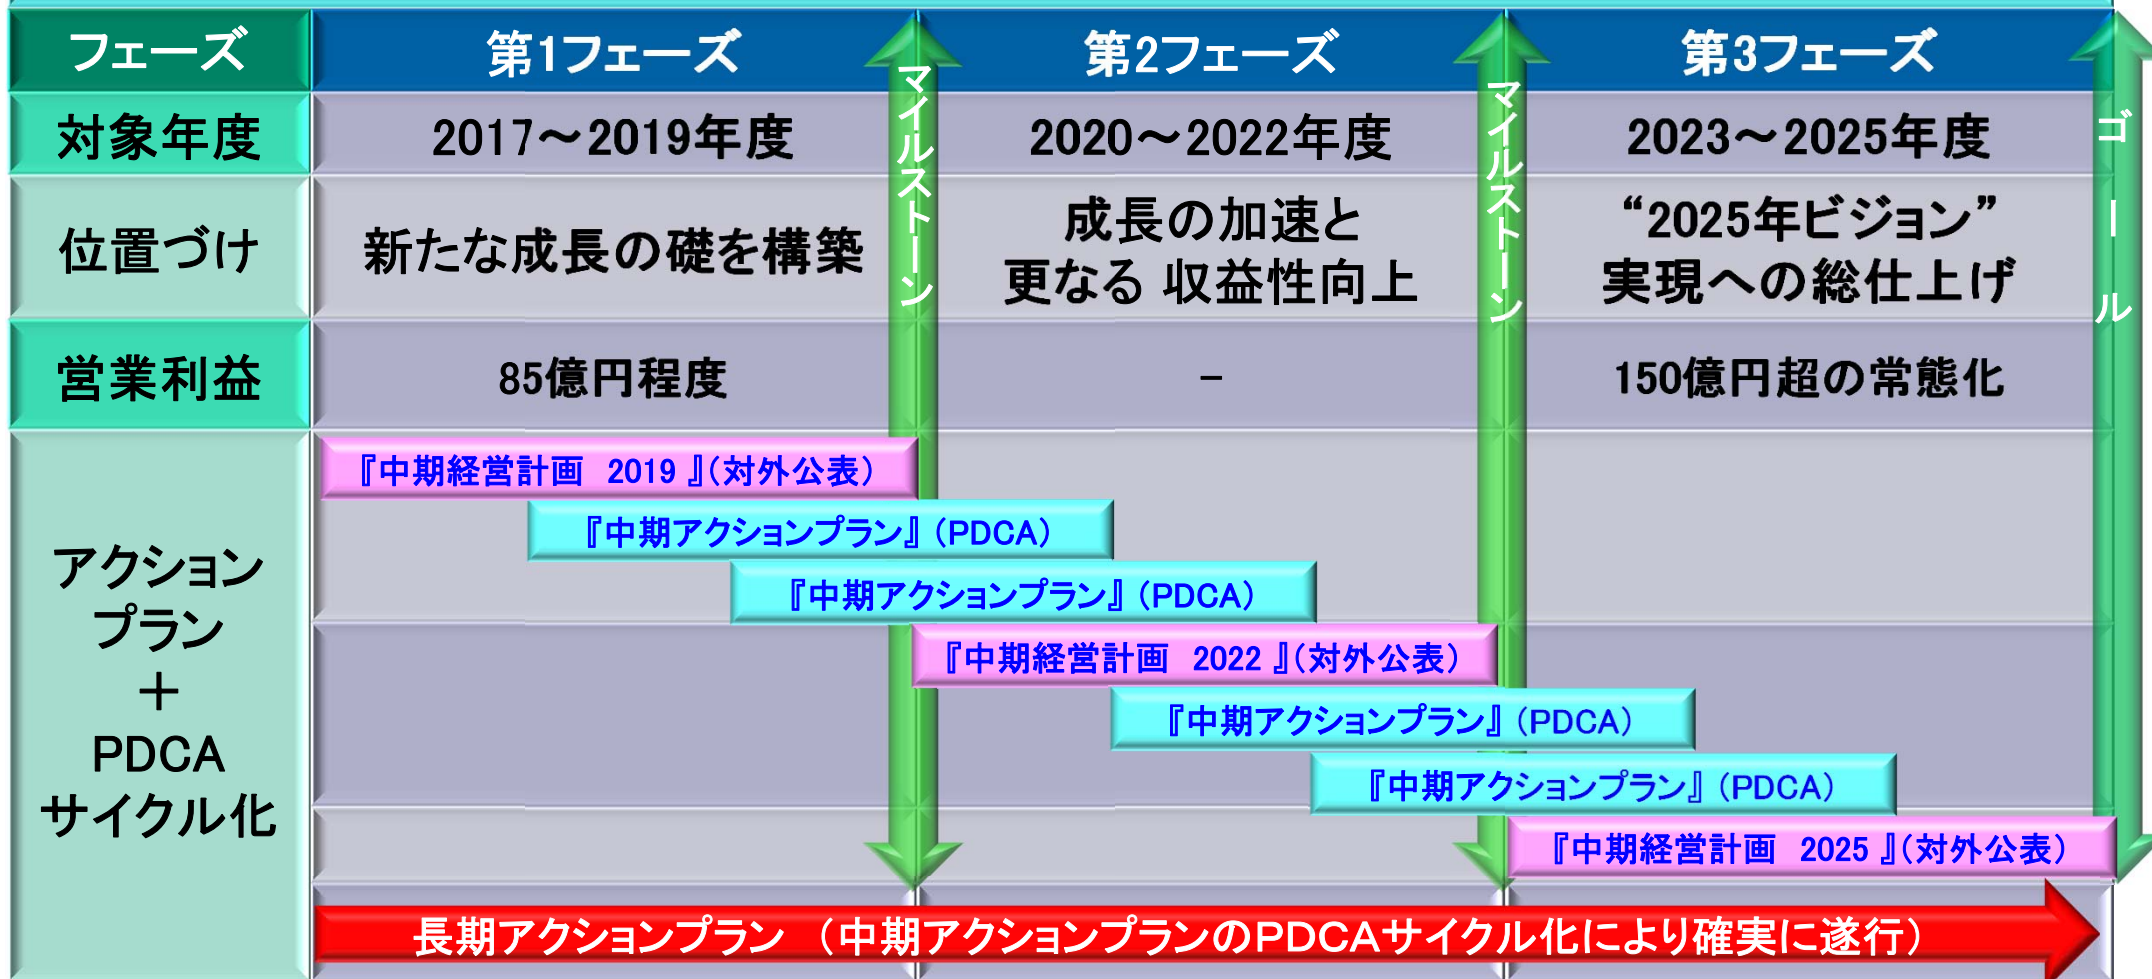 フェーズ
第1フェーズ
第2フェーズ
第3フェーズ
対象年度
2017～2019年度
2020～2022年度
2023～2025年度
位置づけ
新たな成長の礎を構築
成長の加速と
更なる 収益性向上
“2025年ビジョン”
実現への総仕上げ
営業利益
85億円程度
－
150億円超の常態化
マイルストーン
マイルストーン
ゴール
アクション
プラン
＋
PDCA
サイクル化
『中期経営計画　2019 』（対外公表）
『中期アクションプラン』（PDCA）
『中期アクションプラン』（PDCA）
『中期経営計画　2022 』（対外公表）
『中期アクションプラン』（PDCA）
『中期アクションプラン』（PDCA）
『中期経営計画　2025 』（対外公表）
長期アクションプラン　（中期アクションプランのPDCAサイクル化により確実に遂行）